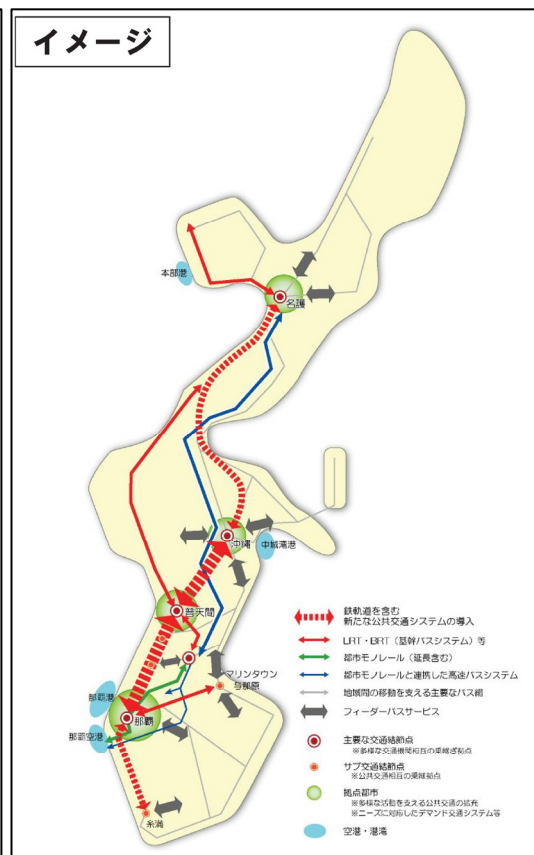 イメージ
本部港
名護
沖縄
中城湾港
普天間
マリンタウン
与那原
那覇港
那覇
那覇空港
糸満
鉄軌道を含む
新たな公共交通システムの導入
LRT・BRT(基幹バスシステム)等
都市モノレール(延長含む)
都市モノレールと連携した高速バスシステム
地域間の移動を支える主要なバス網
フィーダーバスサービス
主要な交通結節点
※多様な交通機関相互の乗継ぎ拠点
サブ交通結節点
※公共交通相互の乗継拠点
拠点都市
※多様な活動を支える公共交通の拡充
※ニーズに対応したデマンド交通システム等
空港・港湾